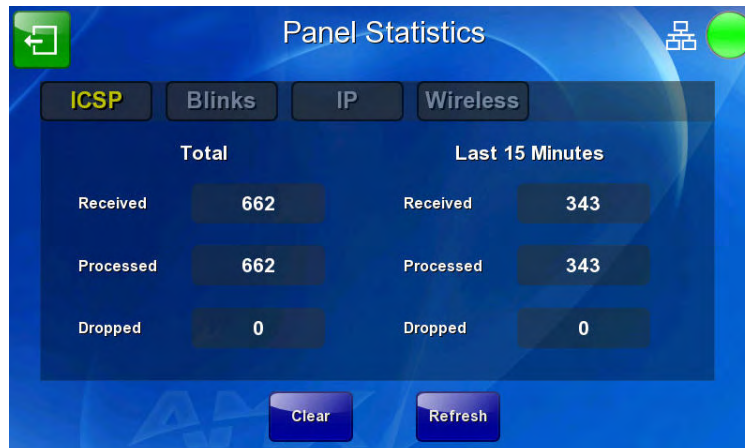 Panel Statistics
ICSP Blinks IP Wireless
Total Last 15 Minutes
Received 662 Received 343
Processed 662 Processed 343
Dropped 0 Dropped 0
AMX
Clear Refresh